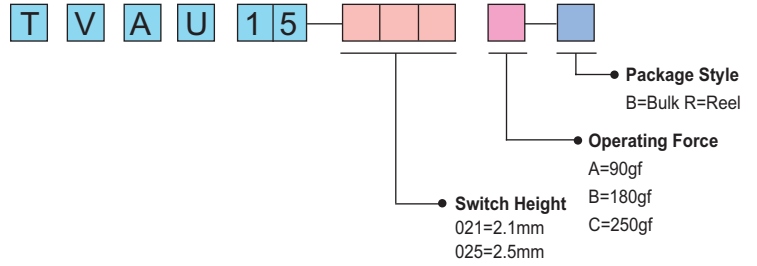 T V A U 1 5
Package Style
B=Bulk R=Reel
Operating Force
A=90gf
B=180gf
C=250gf
Switch Height
021=2.1mm
025=2.5mm